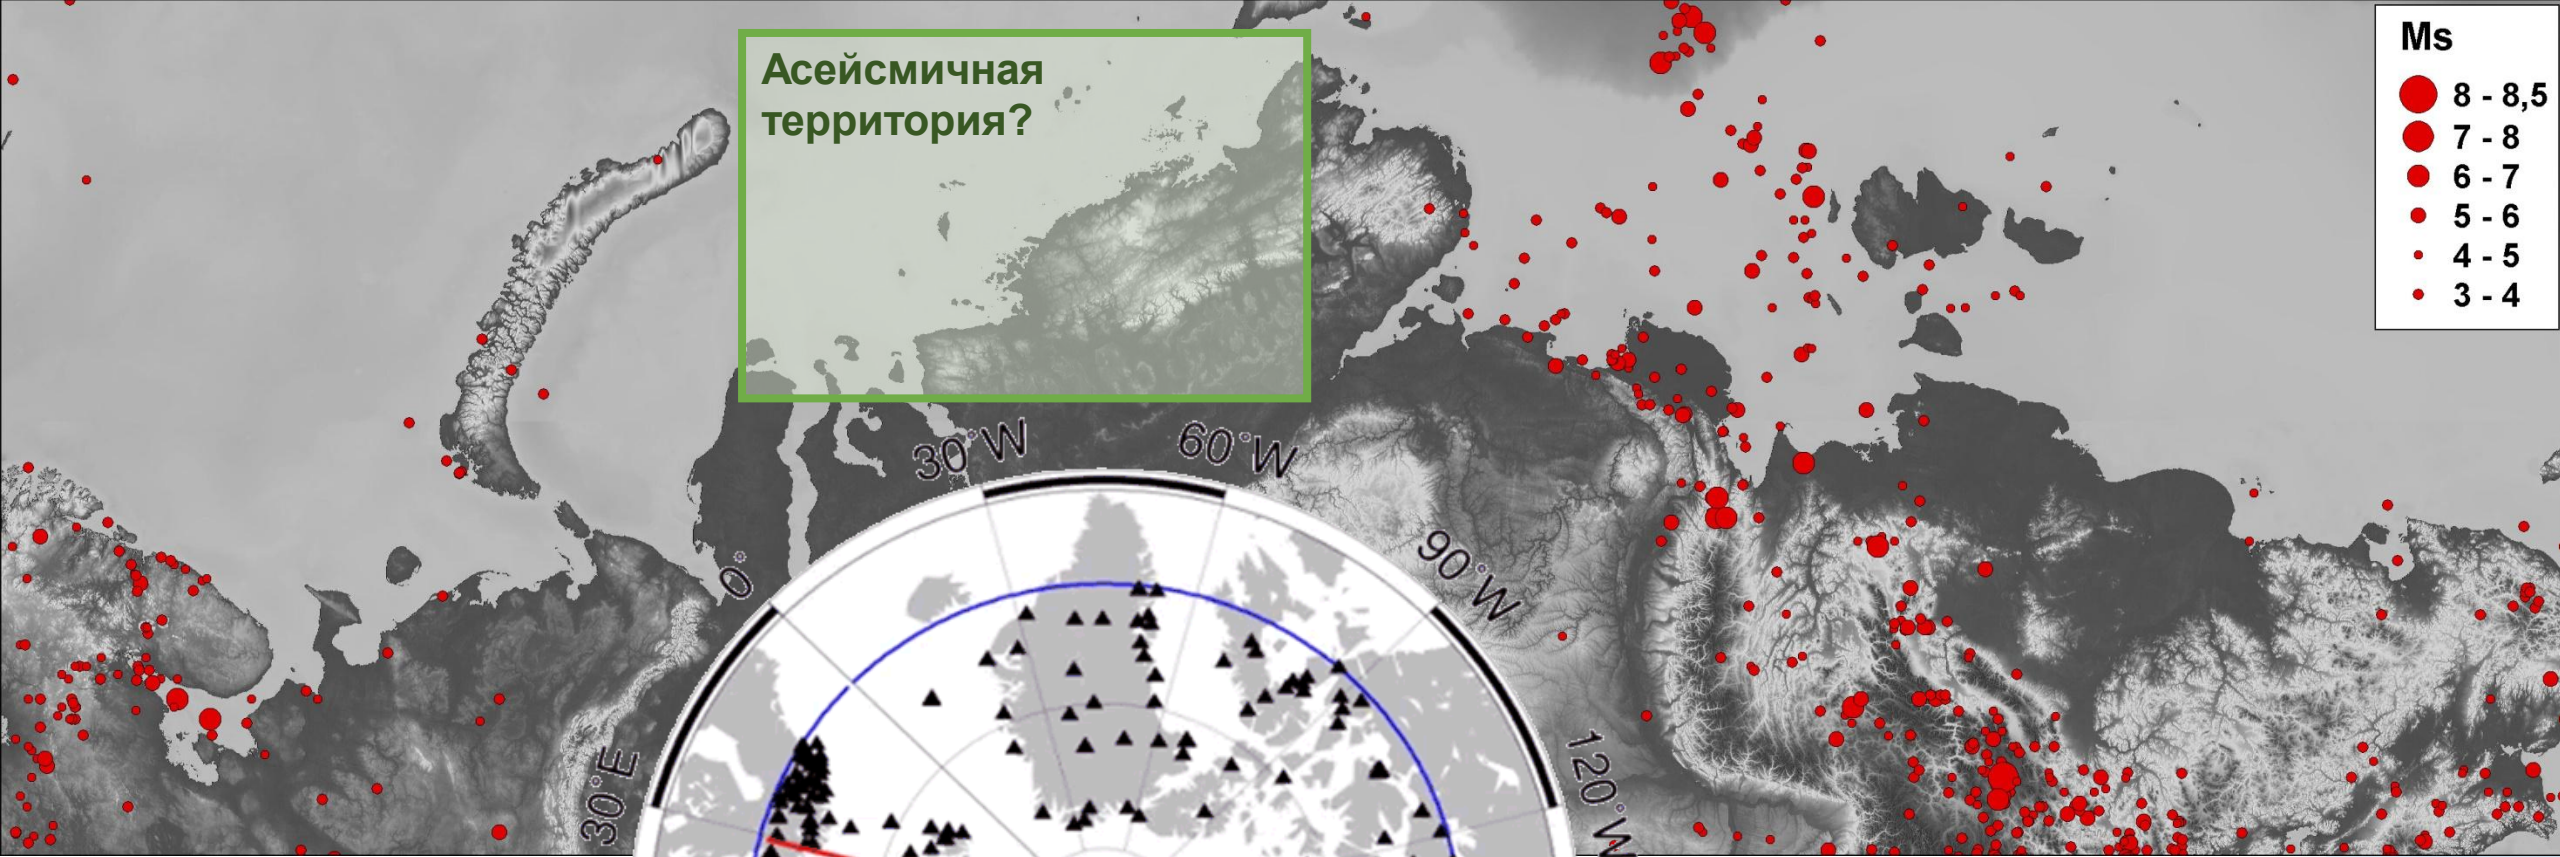 Асейсмичная
территория?
Ms
8 - 8,5
7 - 8
6 - 7
5 - 6
4 - 5
3 - 4
30°W
60°W
0°
90°W
30°E
120°W